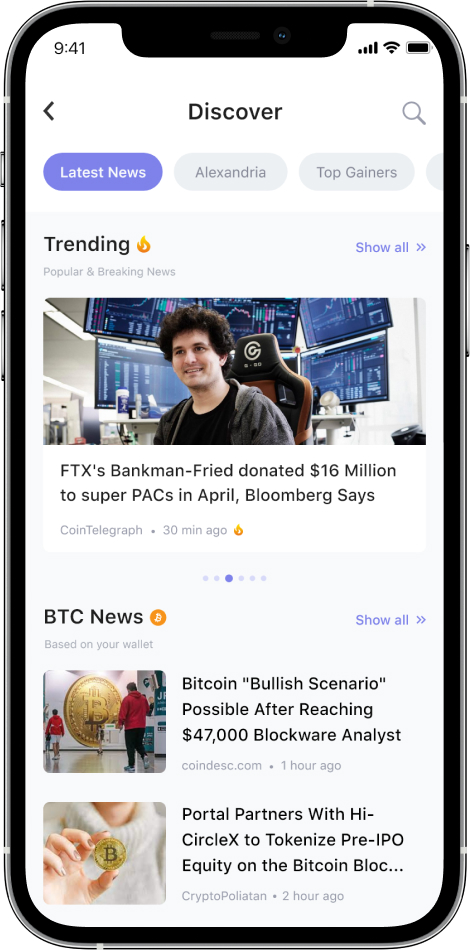 9:41
Discover
Latest News
Alexandria
Top Gainers
Trending
Show all
Popular & Breaking News
G-GO
FTX's Bankman-Fried donated $16 Million
to super PACs in April, Bloomberg Says
CoinTelegraph • 30 min ago
BTC News
Show all
Based on your wallet
Bitcoin "Bullish Scenario"
Possible After Reaching
$47,000 Blockware Analyst
coindesc.com • 1 hour ago
Portal Partners With Hi-
CircleX to Tokenize Pre-IPO
Equity on the Bitcoin Bloc...
CryptoPoliatan • 2 hour ago